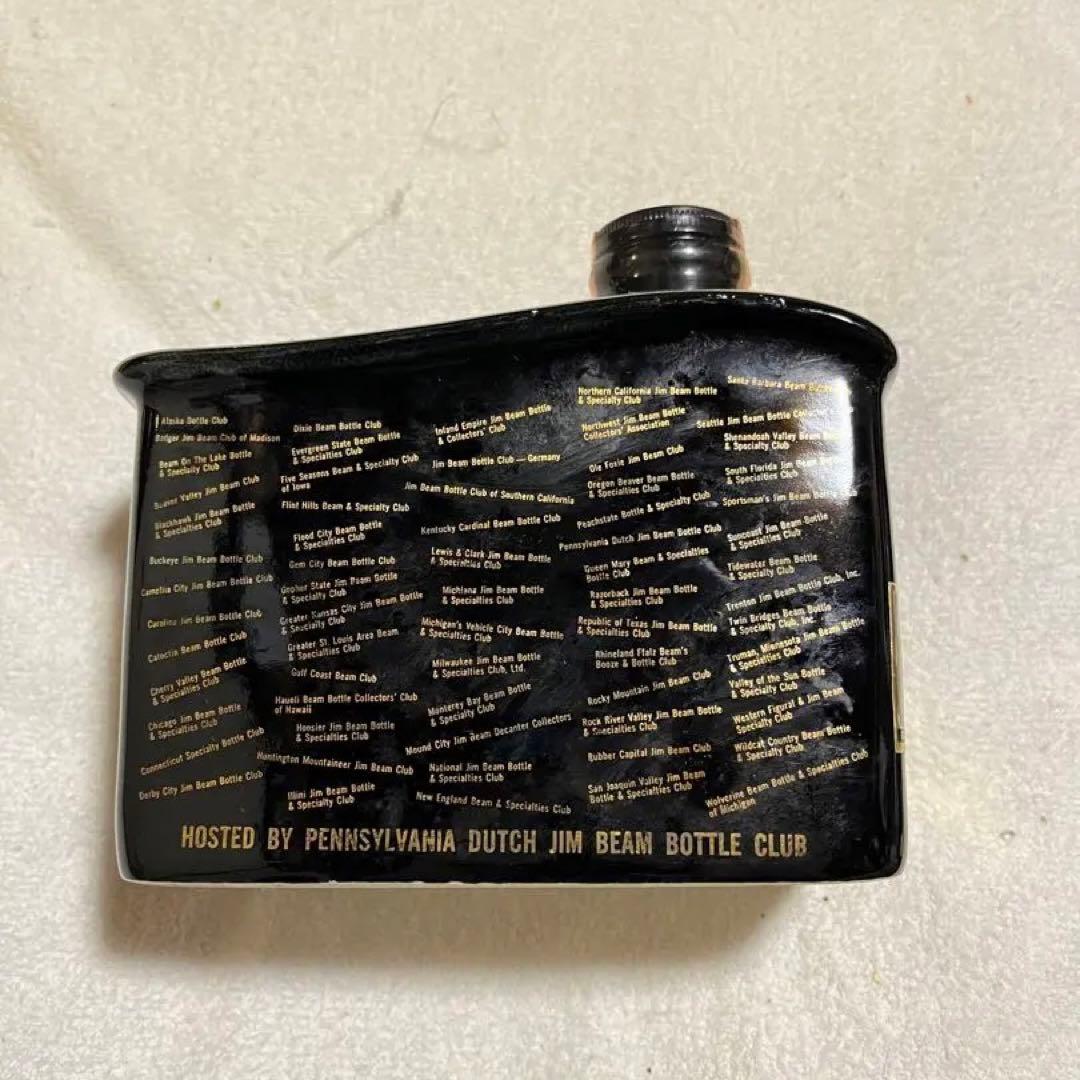 Alaska Bottle Club
Badger Jim Beam Club of Madison
Beam On The Lake Bottle
& Specialty Club
Beaver Valley Jim Beam Club
Blackhawk Jim Beam Bottle
& Specialties Club
Buckeye Jim Beam Bottle Club
Camellia City Jim Beam Bottle Club
Carolina Jim Beam Bottle Club
Catoctin Beam Bottle Club
Cherry Valley Beam Bottle
& Specialties Club
Chicago Jim Beam Bottle
& Specialties Club
Connecticut Specialty Bottle Club
Derby City Jim Beam Bottle Club
Dixie Beam Bottle Club
Evergreen State Beam Bottle
& Specialties Club
Five Seasons Beam & Specialty Club
of Iowa
Flint Hills Beam & Specialty Club
Flood City Beam Bottle
& Specialties Club
Gem City Beam Bottle Club
Gopher State Jim Beam Bottle
& Specialty Club
Greater Kansas City Jim Beam Bottle
& Specialty Club
Greater St. Louis Area Beam
& Specialties Club
Gulf Coast Beam Club
Haueli Beam Bottle Collectors' Club
of Hawaii
Hoosier Jim Beam Bottle
& Specialties Club
Huntington Mountaineer Jim Beam Club
Illini Jim Beam Bottle
& Specialty Club
Inland Empire Jim Beam Bottle
& Collectors' Club
Jim Beam Bottle Club — Germany
Jim Beam Bottle Club of Southern California
Kentucky Cardinal Beam Bottle Club
Lewis & Clark Jim Beam Bottle
& Specialties Club
Michiana Jim Beam Bottle
& Specialty Club
Michigan's Vehicle City Beam Bottle
& Specialties Club
Milwaukee Jim Beam Bottle
& Specialties Club, Ltd.
Monterey Bay Beam Bottle
& Specialty Club
Mound City Jim Beam Decanter Collectors
National Jim Beam Bottle
& Specialties Club
New England Beam & Specialties Club
Northern California Jim Beam Bottle
& Specialty Club
Northwest Jim Beam Bottle
Collectors' Association
Ole Foxie Jim Beam Club
Oregon Beaver Beam Bottle
& Specialties Club
Peachstate Bottle & Specialty Club
Pennsylvania Dutch Jim Beam Bottle Club
Queen Mary Beam & Specialties
Bottle Club
Razorback Jim Beam Bottle
& Specialties Club
Republic of Texas Jim Beam Bottle
& Specialties Club
Rhineland Pfalz Beam's
Booze & Bottle Club
Rocky Mountain Jim Beam Club
Rock River Valley Jim Beam Bottle
& Specialties Club
Rubber Capital Jim Beam Club
San Joaquin Valley Jim Beam
Bottle & Specialties Club
Santa Barbara Beam
Seattle Jim Beam Bottle
Shenandoah Valley Beam
& Specialties Club
South Florida Jim Beam
& Specialties Club
Sportsman's Jim Beam
Suncoast Jim Beam Bottle
& Specialties Club
Tidewater Beam Bottle
& Specialty Club
Trenton Jim Beam Bottle Club, Inc.
Twin Bridges Beam Bottle
& Specialty Club, Inc.
Truman, Minnesota Jim Beam Bottle
& Specialties Club
Valley of the Sun Bottle
& Specialty Club
Western Figural & Jim Beam
Specialty Club
Wildcat Country Beam Bottle
& Specialty Club
Wolverine Beam Bottle & Specialties Club
of Michigan
HOSTED BY PENNSYLVANIA DUTCH JIM BEAM BOTTLE CLUB